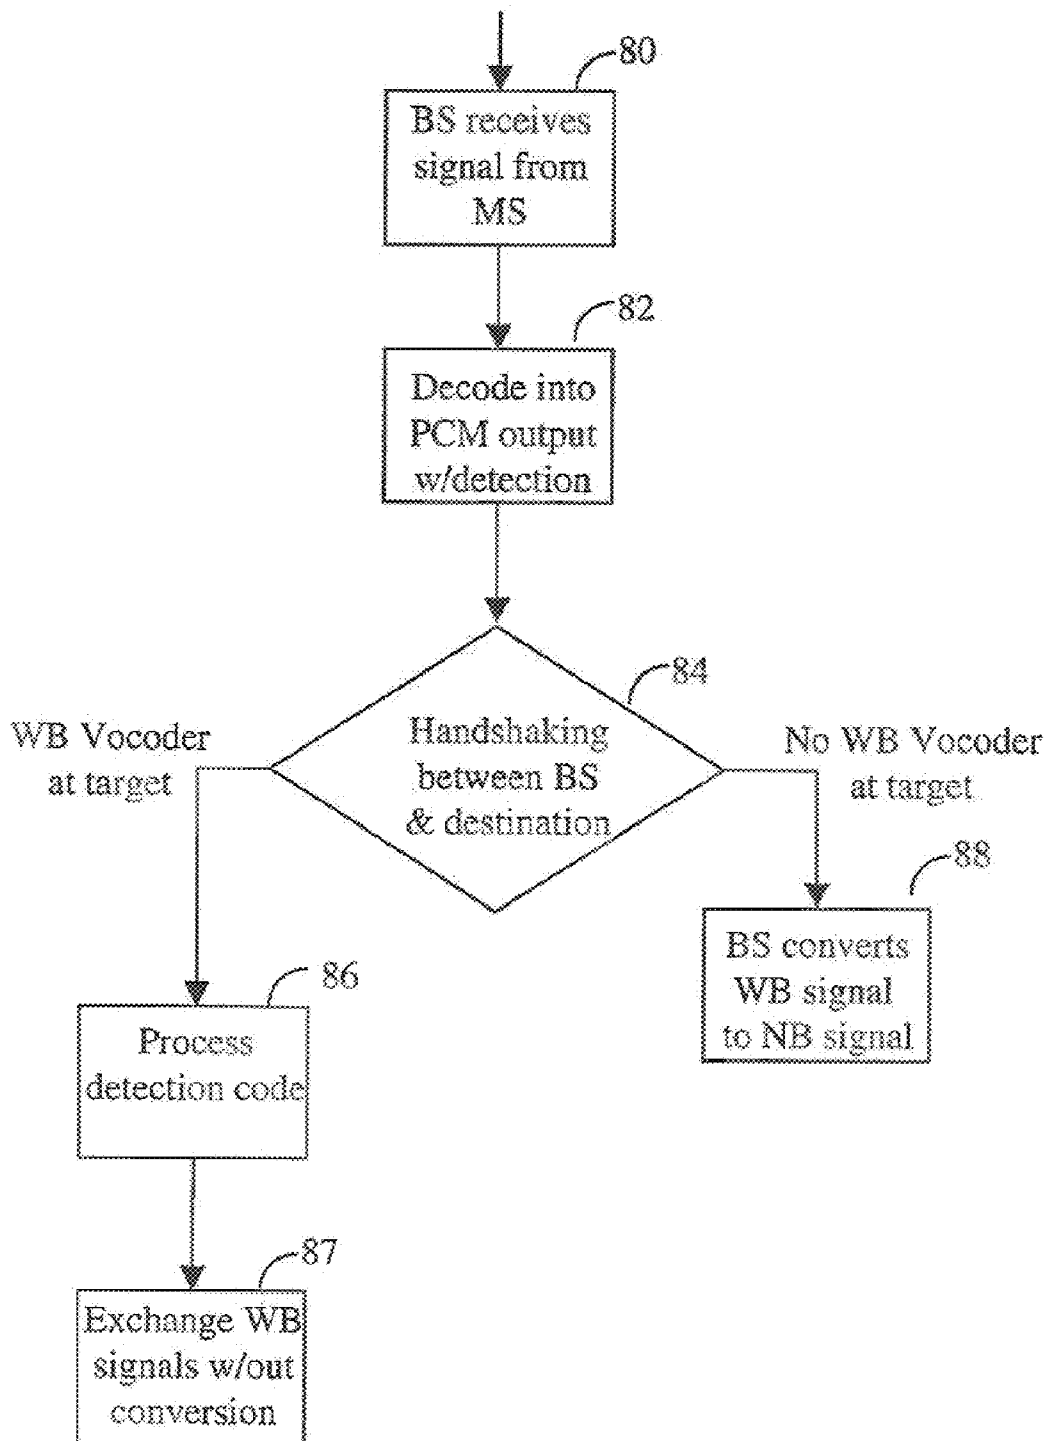 80
BS receives
signal from
MS
82
Decode into
PCM output
w/detection
84
Handshaking
between BS
& destination
WB Vocoder
at target
No WB Vocoder
at target
88
BS converts
WB signal
to NB signal
86
Process
detection code
87
Exchange WB
signals w/out
conversion